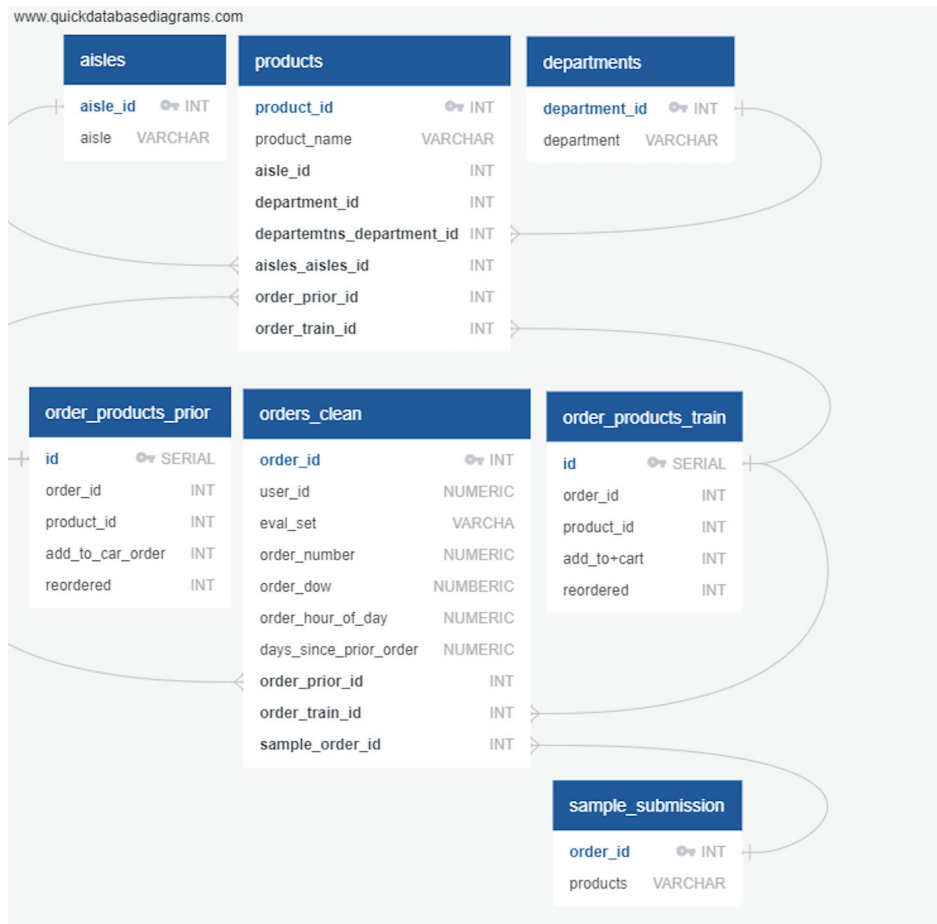 www.quickdatabasediagrams.com
aisles
aisle_id INT
aisle VARCHAR
products
product_id INT
product_name VARCHAR
aisle_id INT
department_id INT
departemtns_department_id INT
aisles_aisles_id INT
order_prior_id INT
order_train_id INT
departments
department_id INT
department VARCHAR
order_products_prior
id SERIAL
order_id INT
product_id INT
add_to_car_order INT
reordered INT
orders_clean
order_id INT
user_id NUMERIC
eval_set VARCHA
order_number NUMERIC
order_dow NUMBERIC
order_hour_of_day NUMERIC
days_since_prior_order NUMERIC
order_prior_id INT
order_train_id INT
sample_order_id INT
order_products_train
id SERIAL
order_id INT
product_id INT
add_to+cart INT
reordered INT
sample_submission
order_id INT
products VARCHAR